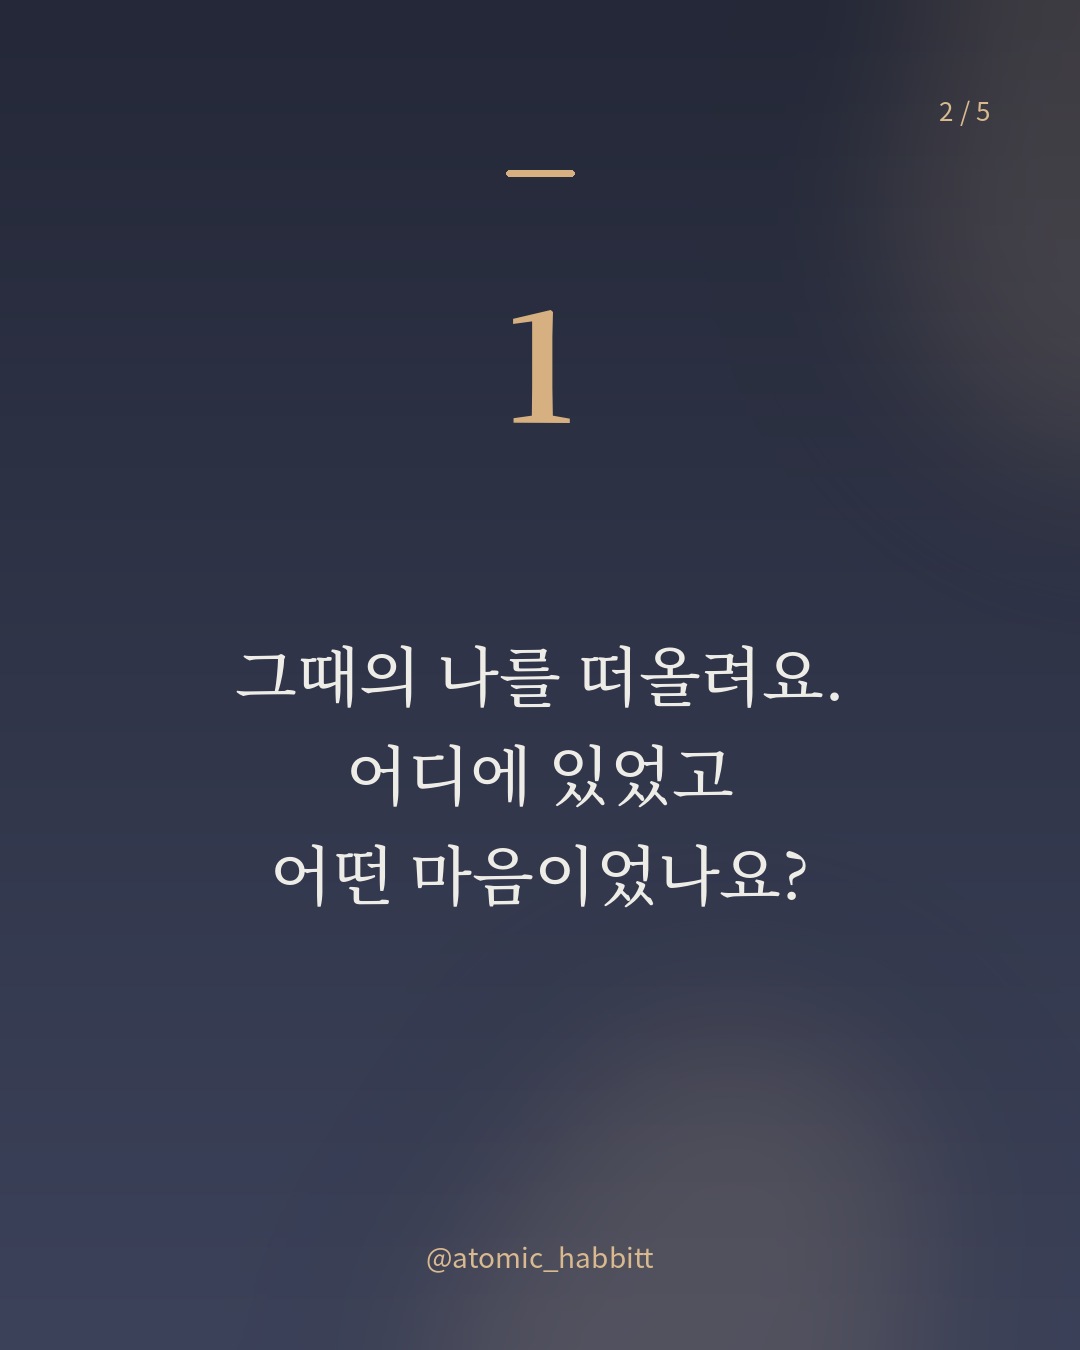 2 / 5
1
그때의 나를 떠올려요.
어디에 있었고
어떤 마음이었나요?
@atomic_habbitt